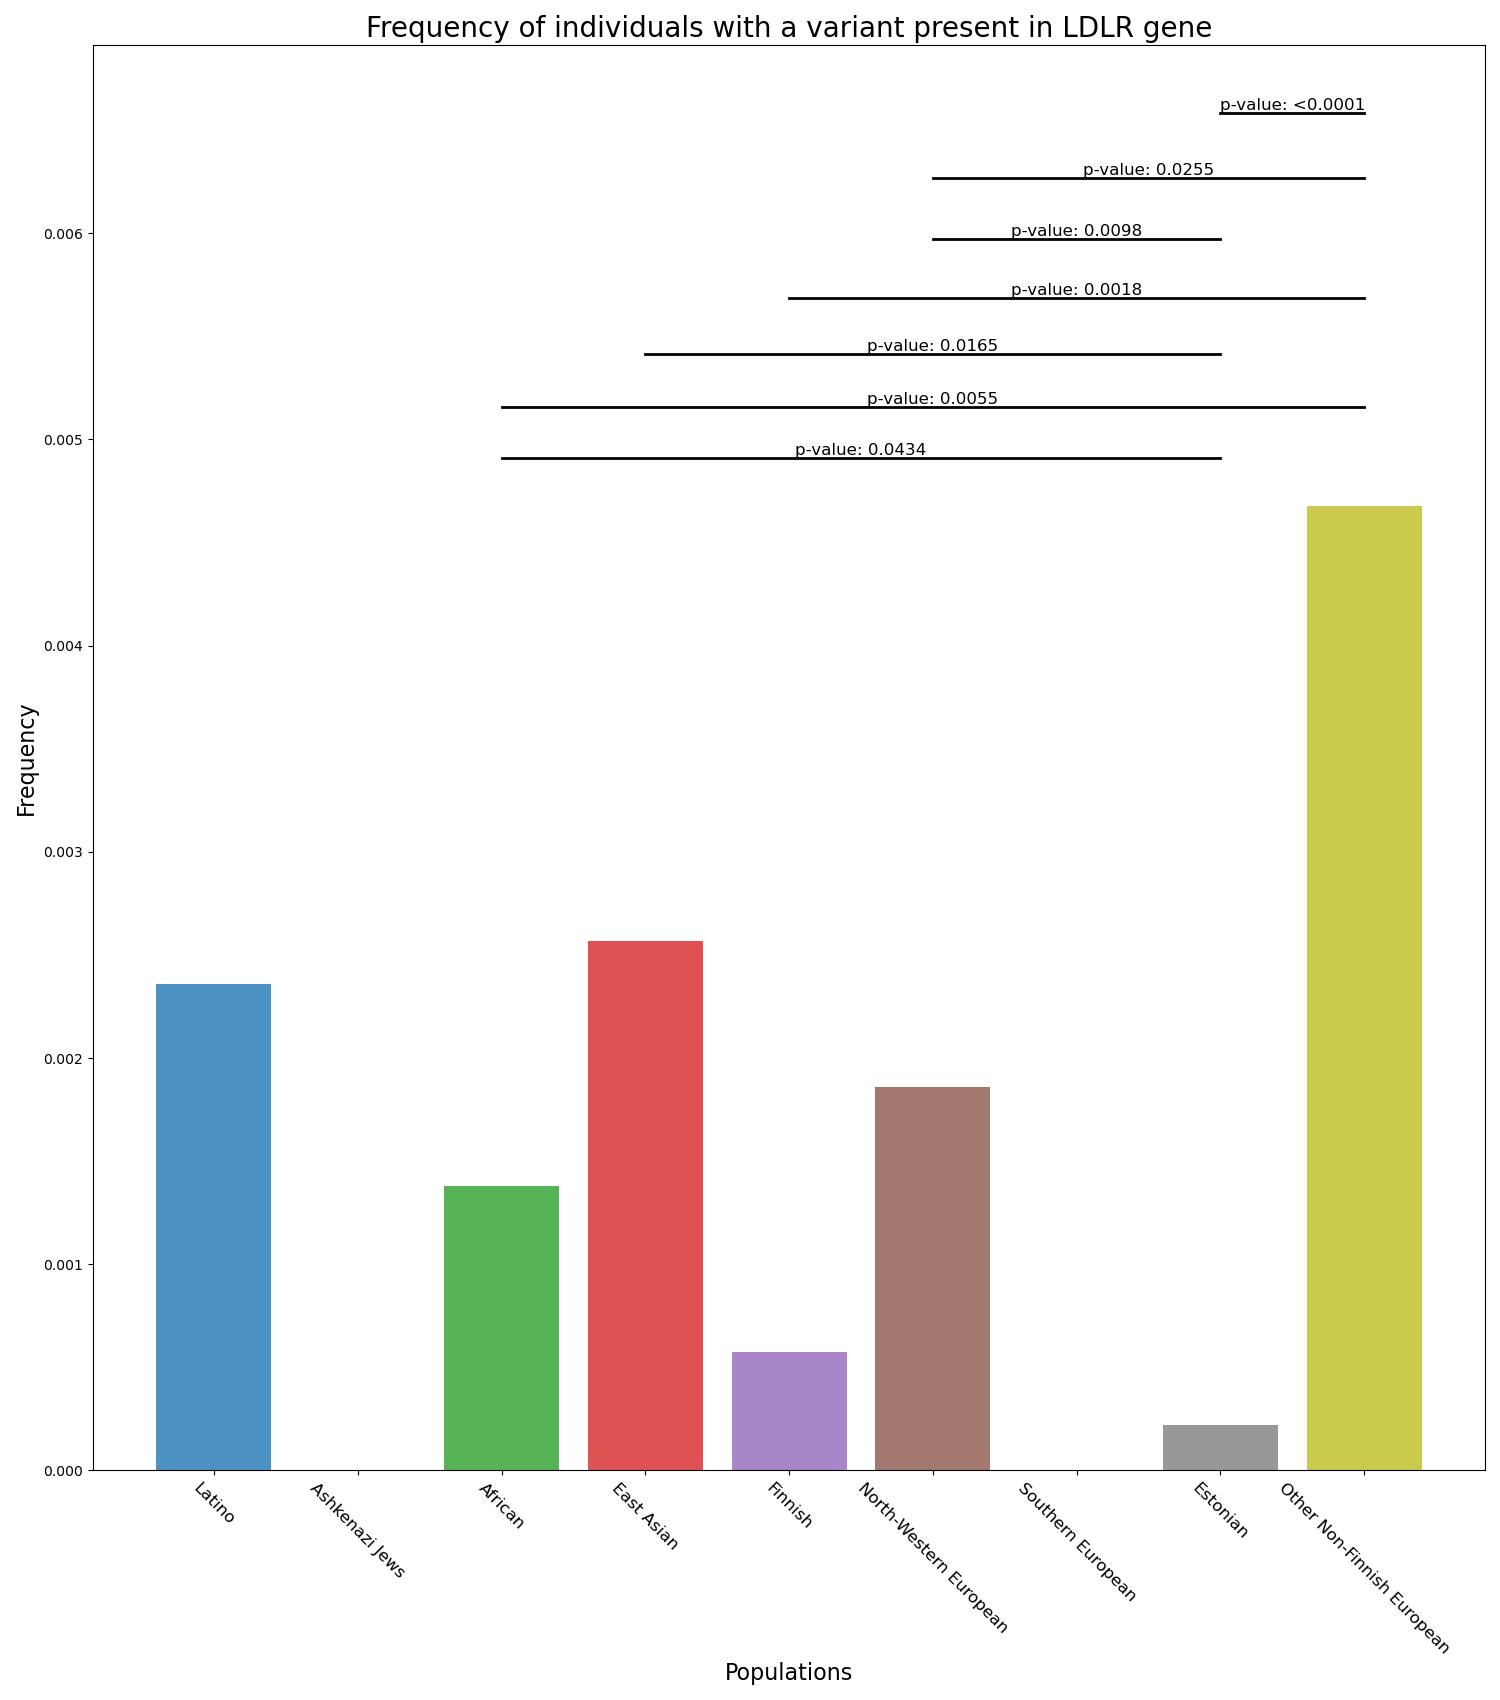 Frequency of individuals with a variant present in LDLR gene
p-value: <0.0001
p-value: 0.0255
p-value: 0.0098
p-value: 0.0018
p-value: 0.0165
p-value: 0.0055
p-value: 0.0434
0.006
0.005
0.004
0.003
0.002
0.001
0.000
Frequency
Latino
Ashkenazi Jews
African
East Asian
Finnish
North-Western European
Southern European
Estonian
Other Non-Finnish European
Populations